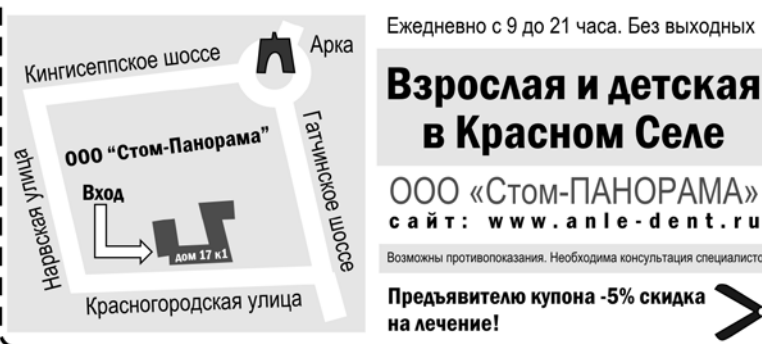 Кингисеппское шоссе
Арка
ООО “Стом-Панорама”
Вход
дом 17 к1
Нарвская улица
Гатчинское шоссе
Красногородская улица
Ежедневно с 9 до 21 часа. Без выходных
Взрослая и детская
в Красном Селе
ООО «Стом-ПАНОРАМА»
сайт: www.anle-dent.ru
Возможны противопоказания. Необходима консультация
Предъявителю купона -5% скидка
на лечение!